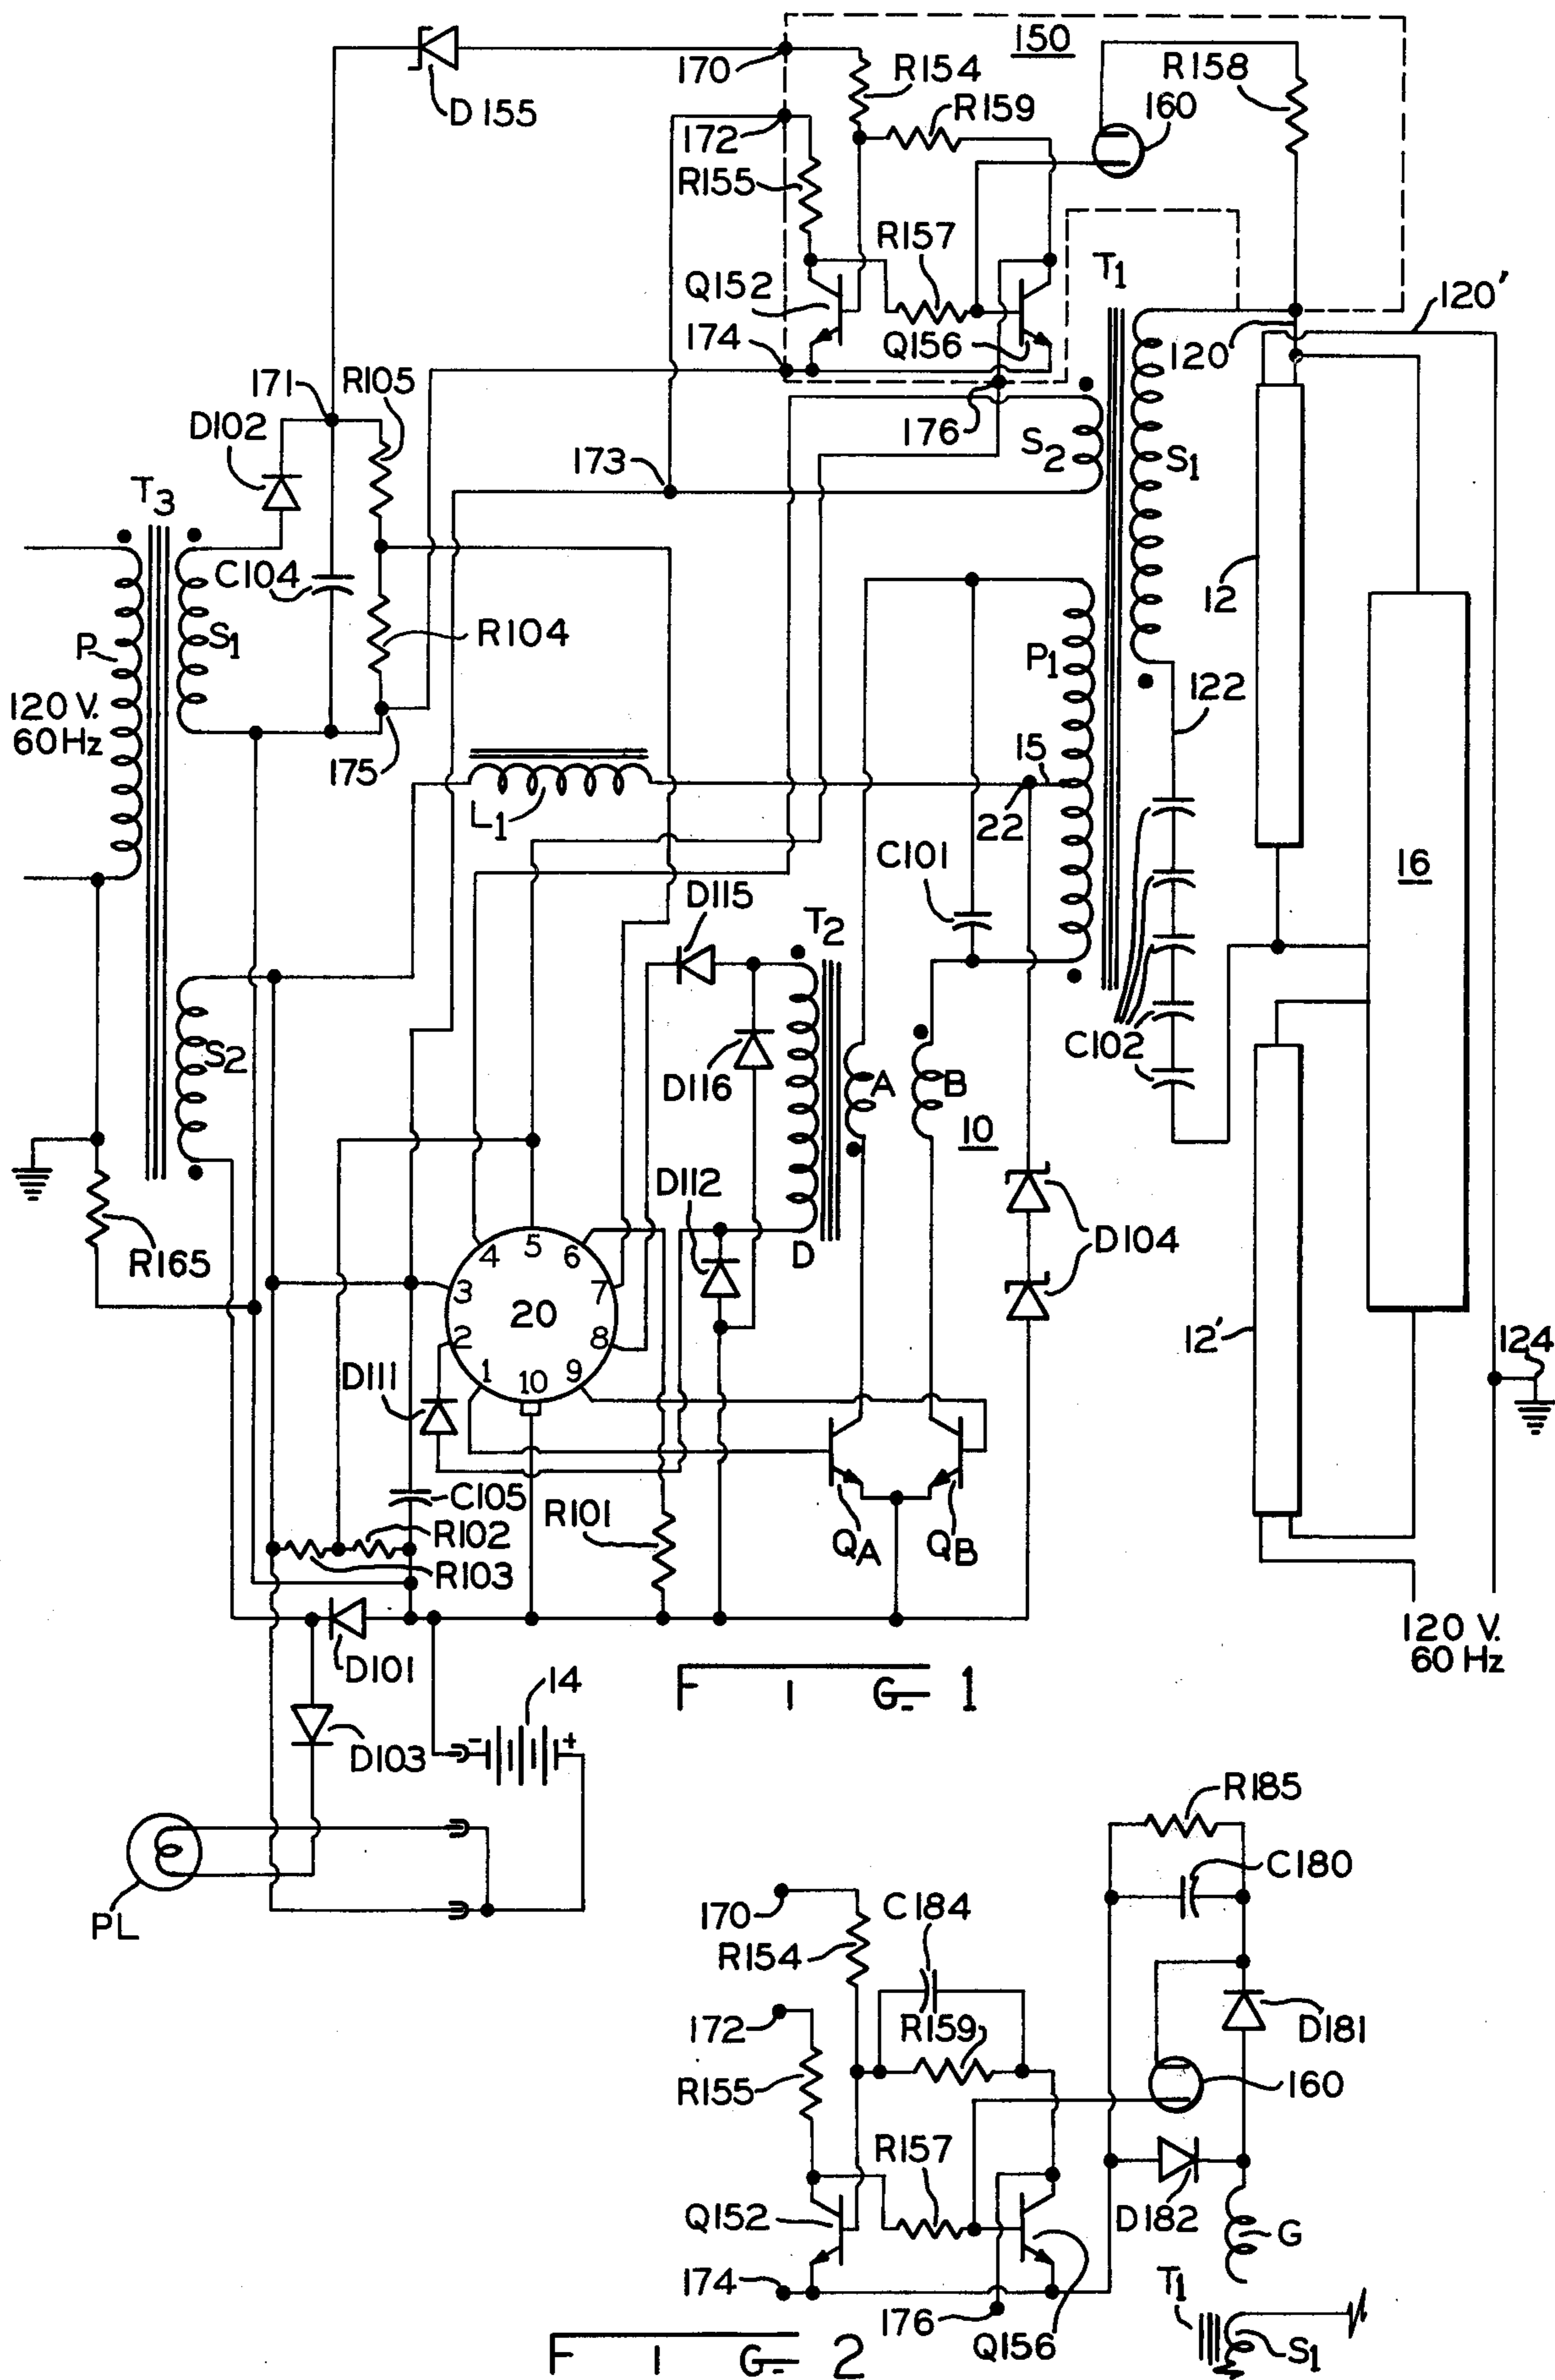 150
170
D155
R154
R159
R158
160
172
R155
R157
Q152
Q156
174
T1
120'
120
176
171
R105
D102
173
S2
S1
T3
C104
P
S1
R104
12
P1
122
120 V.
60 Hz
175
L1
15
22
C101
16
D115
T2
C102
S2
D116
A
B
10
D112
D
D104
R165
4
5
6
3
20
7
2
8
1
10
9
12'
124
D111
C105
R101
R102
R103
QA
QB
D101
120 V.
60 Hz
FIG-1
14
-
+
D103
PL
R185
C180
170
C184
R154
D181
172
R159
R155
160
R157
Q152
D182
G
174
176
Q156
T1
S1
FIG-2